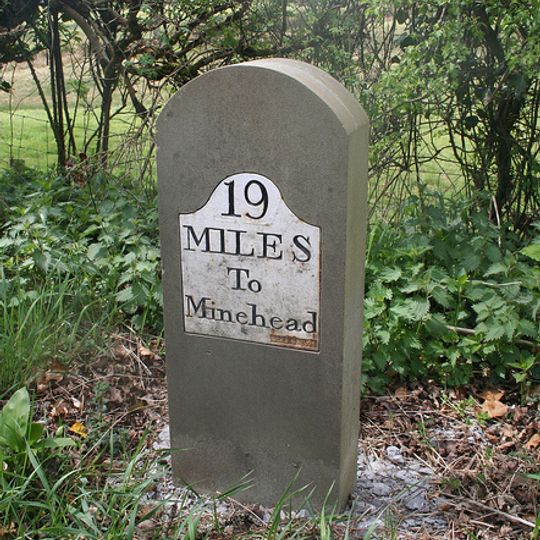 19
MILES
To
Minehead